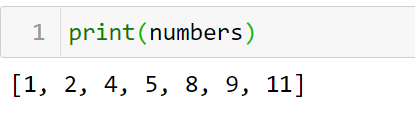 1 print(numbers)
[1, 2, 4, 5, 8, 9, 11]